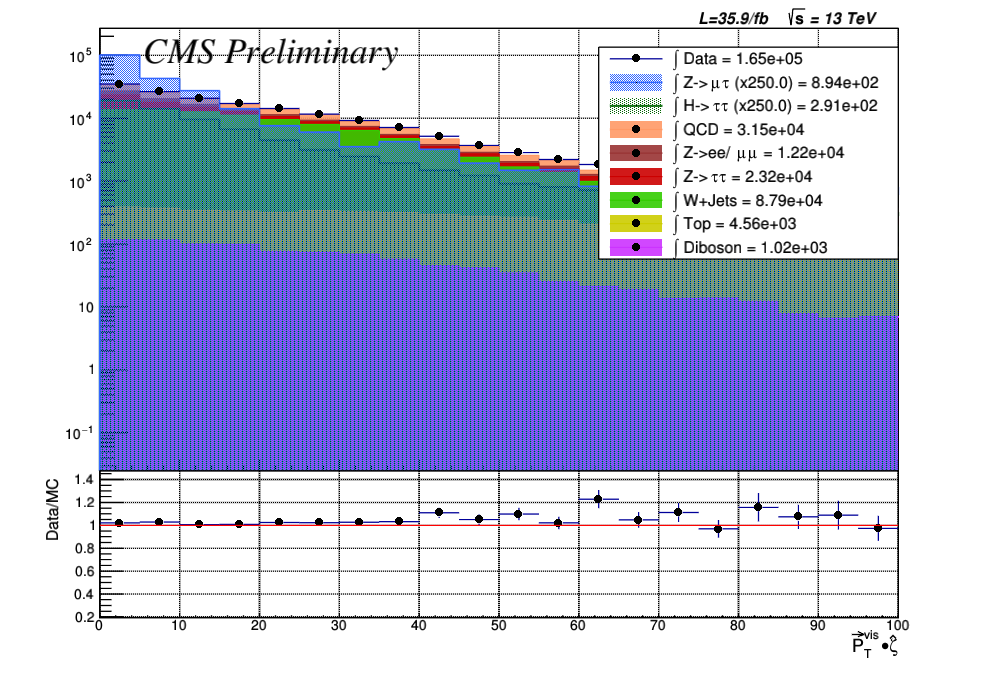 L=35.9/fb √s = 13 TeV
CMS Preliminary
10⁵
10⁴
10³
10²
10
1
10⁻¹
∫ Data = 1.65e+05
∫ Z->μτ (x250.0) = 8.94e+02
∫ H->ττ (x250.0) = 2.91e+02
∫ QCD = 3.15e+04
∫ Z->ee/ μμ = 1.22e+04
∫ Z->ττ = 2.32e+04
∫ W+Jets = 8.79e+04
∫ Top = 4.56e+03
∫ Diboson = 1.02e+03
Data/MC
1.4
1.2
1
0.8
0.6
0.4
0.2
0 10 20 30 40 50 60 70 80 90 100
P⃗_T^vis •ζ̂